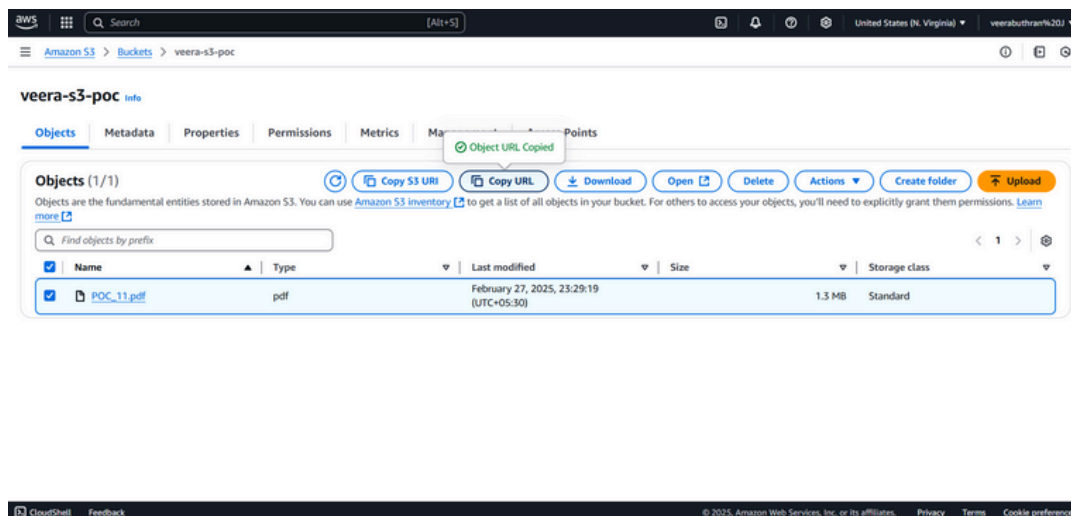 aws Search [Alt+S] United States (N. Virginia) veerabuthran%20J
Amazon S3 > Buckets > veera-s3-poc
veera-s3-poc Info
Objects Metadata Properties Permissions Metrics Points
Object URL Copied
Objects (1/1) Copy S3 URI Copy URL Download Open Delete Actions Create folder Upload
Objects are the fundamental entities stored in Amazon S3. You can use Amazon S3 inventory to get a list of all objects in your bucket. For others to access your objects, you'll need to explicitly grant them permissions. Learn
more
Find objects by prefix < 1 >
Name Type Last modified Size Storage class
POC_11.pdf pdf February 27, 2025, 23:29:19 1.3 MB Standard
(UTC+05:30)
CloudShell Feedback © 2025, Amazon Web Services, Inc. or its affiliates. Privacy Terms Cookie preference